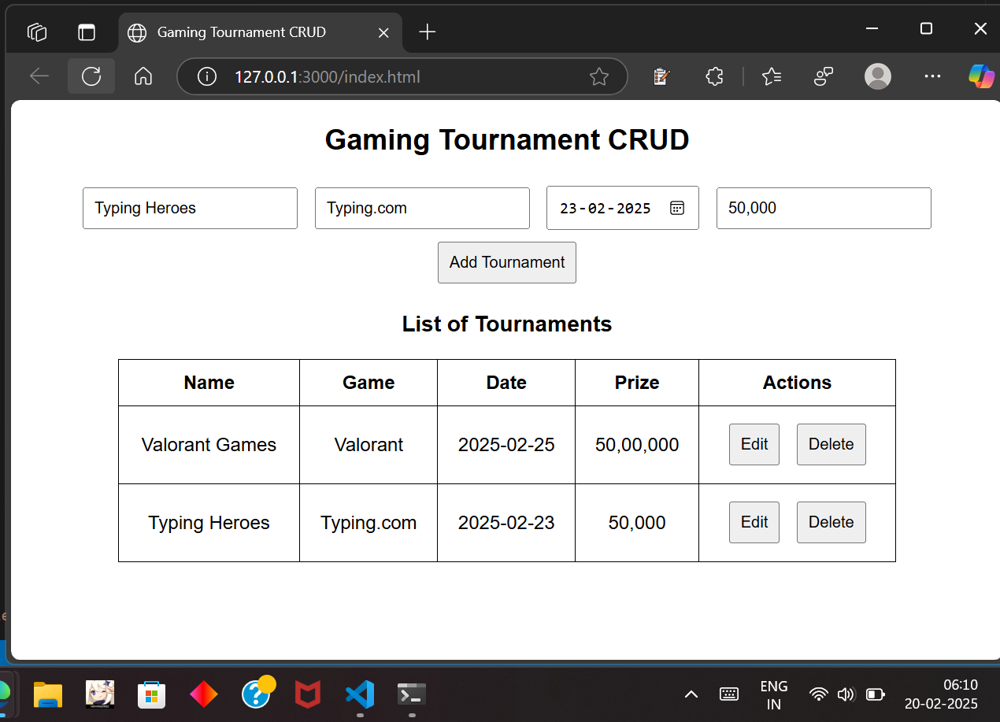 Gaming Tournament CRUD
127.0.0.1:3000/index.html
Gaming Tournament CRUD
Typing Heroes Typing.com 23-02-2025 50,000
Add Tournament
List of Tournaments
Name Game Date Prize Actions
Valorant Games Valorant 2025-02-25 50,00,000 Edit Delete
Typing Heroes Typing.com 2025-02-23 50,000 Edit Delete
ENG 06:10
IN 20-02-2025